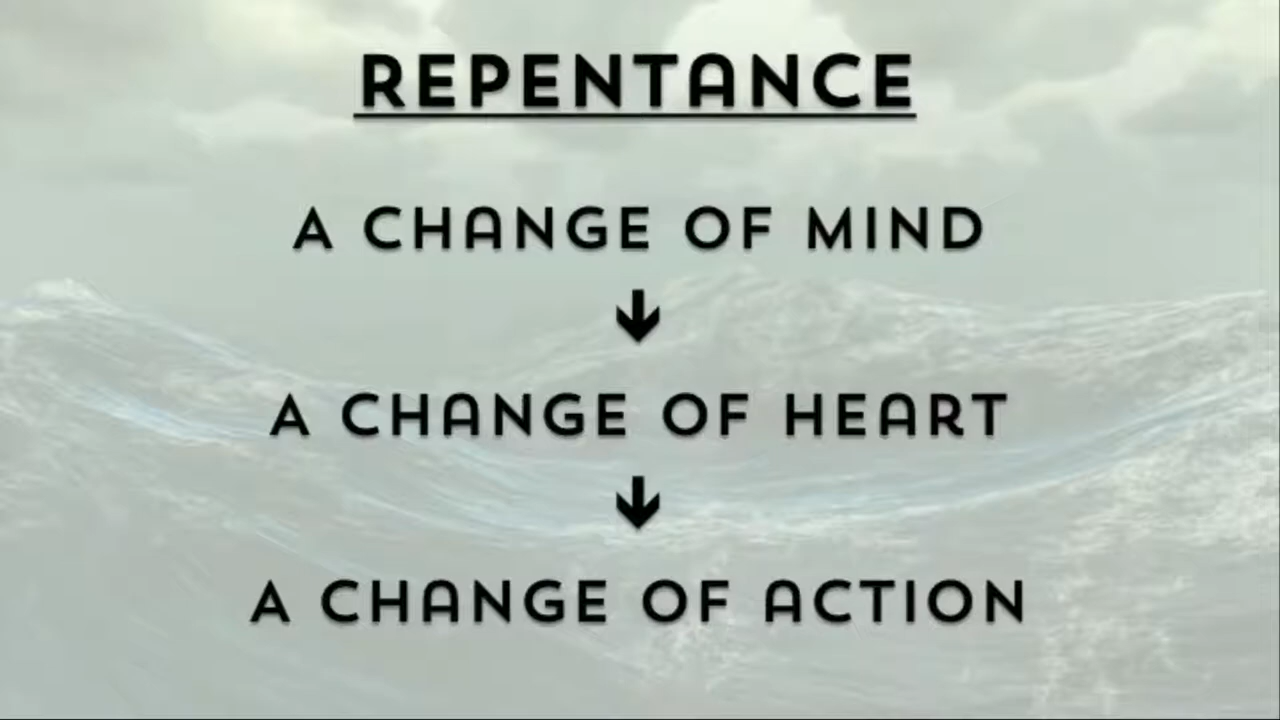 REPENTANCE
A CHANGE OF MIND
↓
A CHANGE OF HEART
↓
A CHANGE OF ACTION